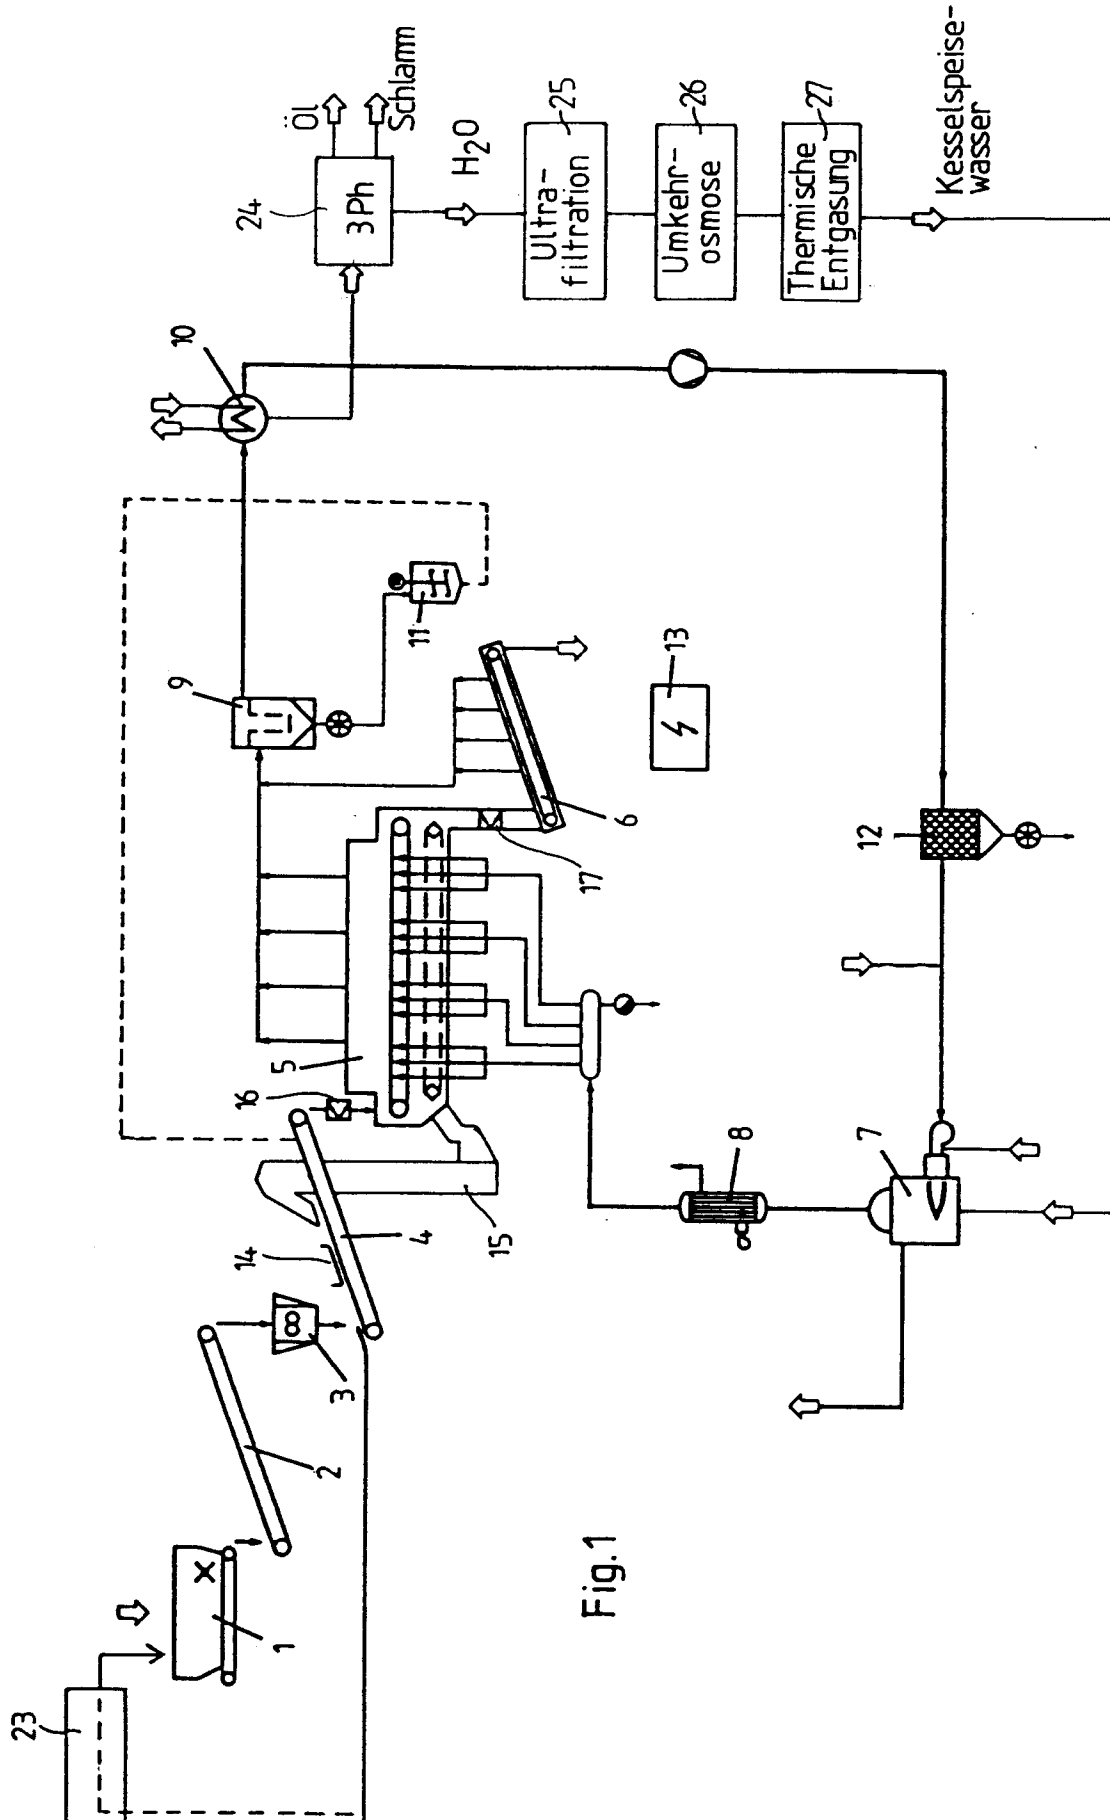 23
1
2
3
14
4
15
16
5
17
6
9
11
10
24
3Ph
Öl
Schlamm
H₂O
Ultra-
filtration
25
Umkehr-
osmose
26
Thermische
Entgasung
27
Kesselspeise-
wasser
13
12
8
7
Fig.1